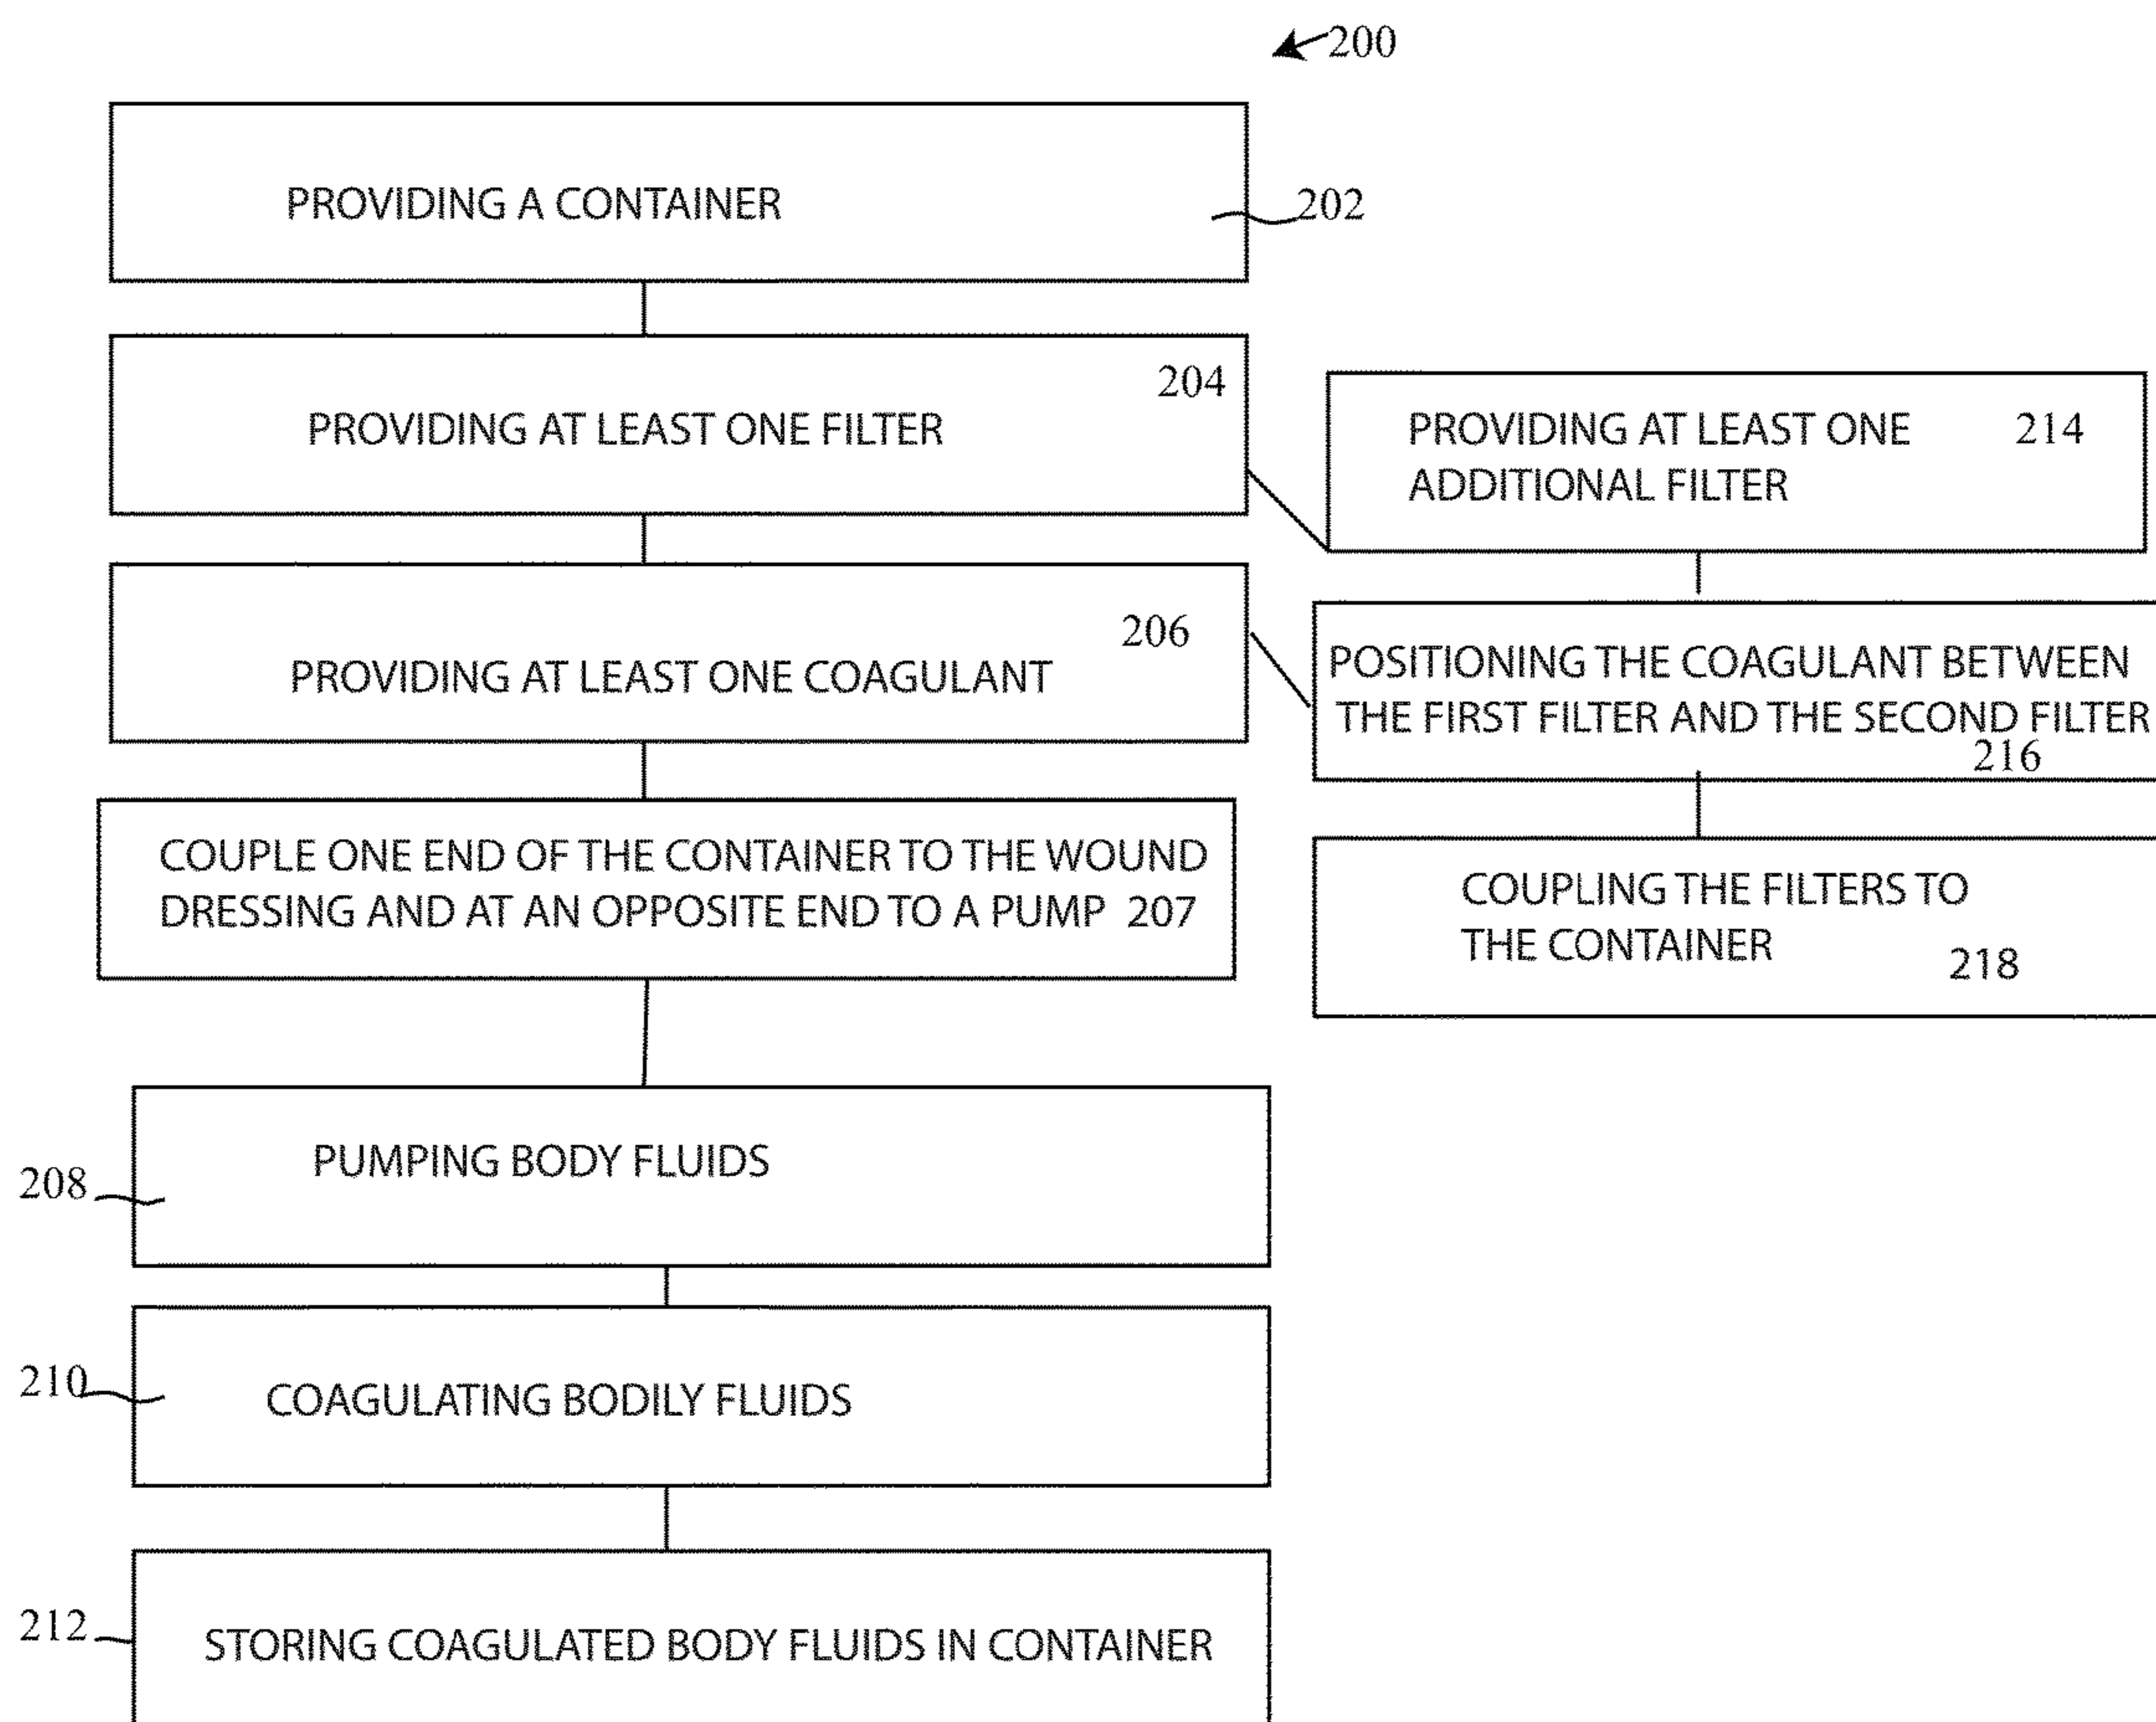 200
PROVIDING A CONTAINER
202
204
PROVIDING AT LEAST ONE FILTER
PROVIDING AT LEAST ONE 214
ADDITIONAL FILTER
206
PROVIDING AT LEAST ONE COAGULANT
POSITIONING THE COAGULANT BETWEEN
THE FIRST FILTER AND THE SECOND FILTER
216
COUPLE ONE END OF THE CONTAINER TO THE WOUND
DRESSING AND AT AN OPPOSITE END TO A PUMP 207
COUPLING THE FILTERS TO
THE CONTAINER 218
PUMPING BODY FLUIDS
208
210
COAGULATING BODILY FLUIDS
212
STORING COAGULATED BODY FLUIDS IN CONTAINER